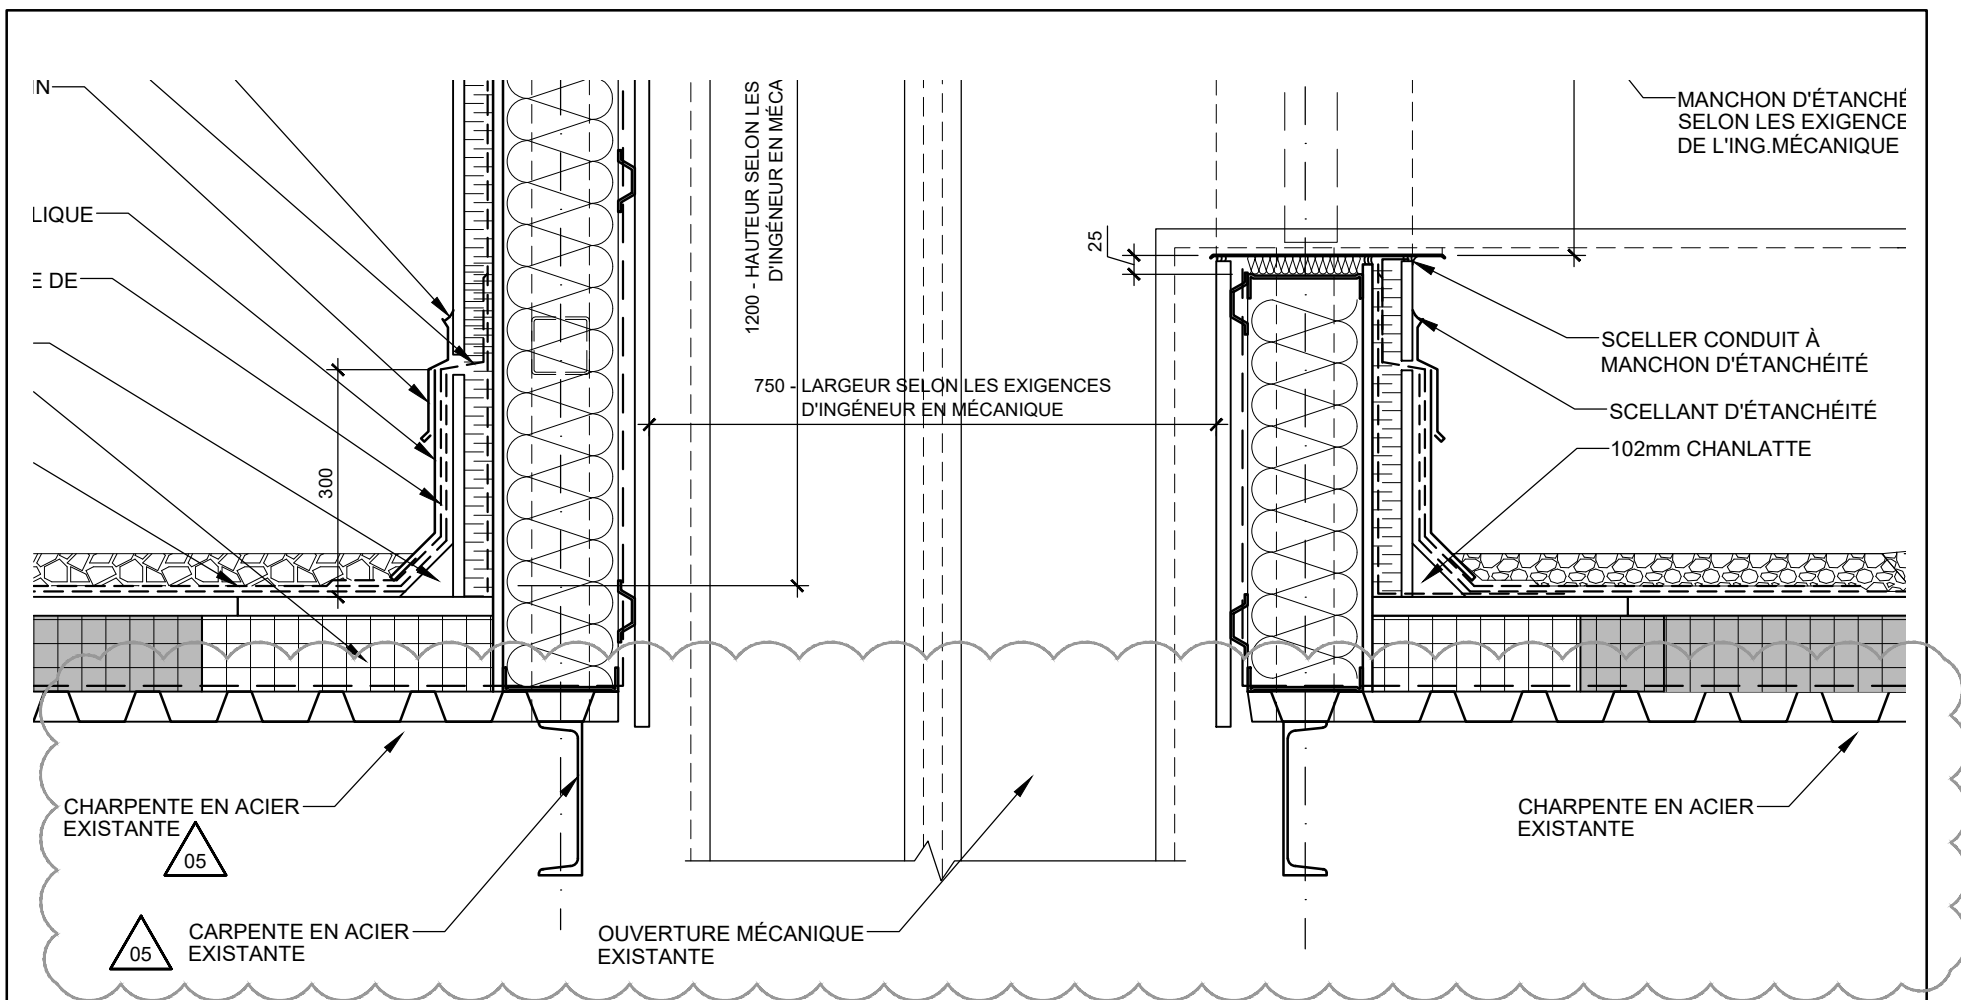 IN
LIQUE
E DE
300
1200 - HAUTEUR SELON LES
D'INGÉNEUR EN MÉCA
750 - LARGEUR SELON LES EXIGENCES
D'INGÉNEUR EN MÉCANIQUE
25
MANCHON D'ÉTANCHÉ
SELON LES EXIGENCE
DE L'ING.MÉCANIQUE
SCELLER CONDUIT À
MANCHON D'ÉTANCHÉITÉ
SCELLANT D'ÉTANCHÉITÉ
102mm CHANLATTE
CHARPENTE EN ACIER
EXISTANTE
05
CARPENTE EN ACIER
EXISTANTE
05
OUVERTURE MÉCANIQUE
EXISTANTE
CHARPENTE EN ACIER
EXISTANTE